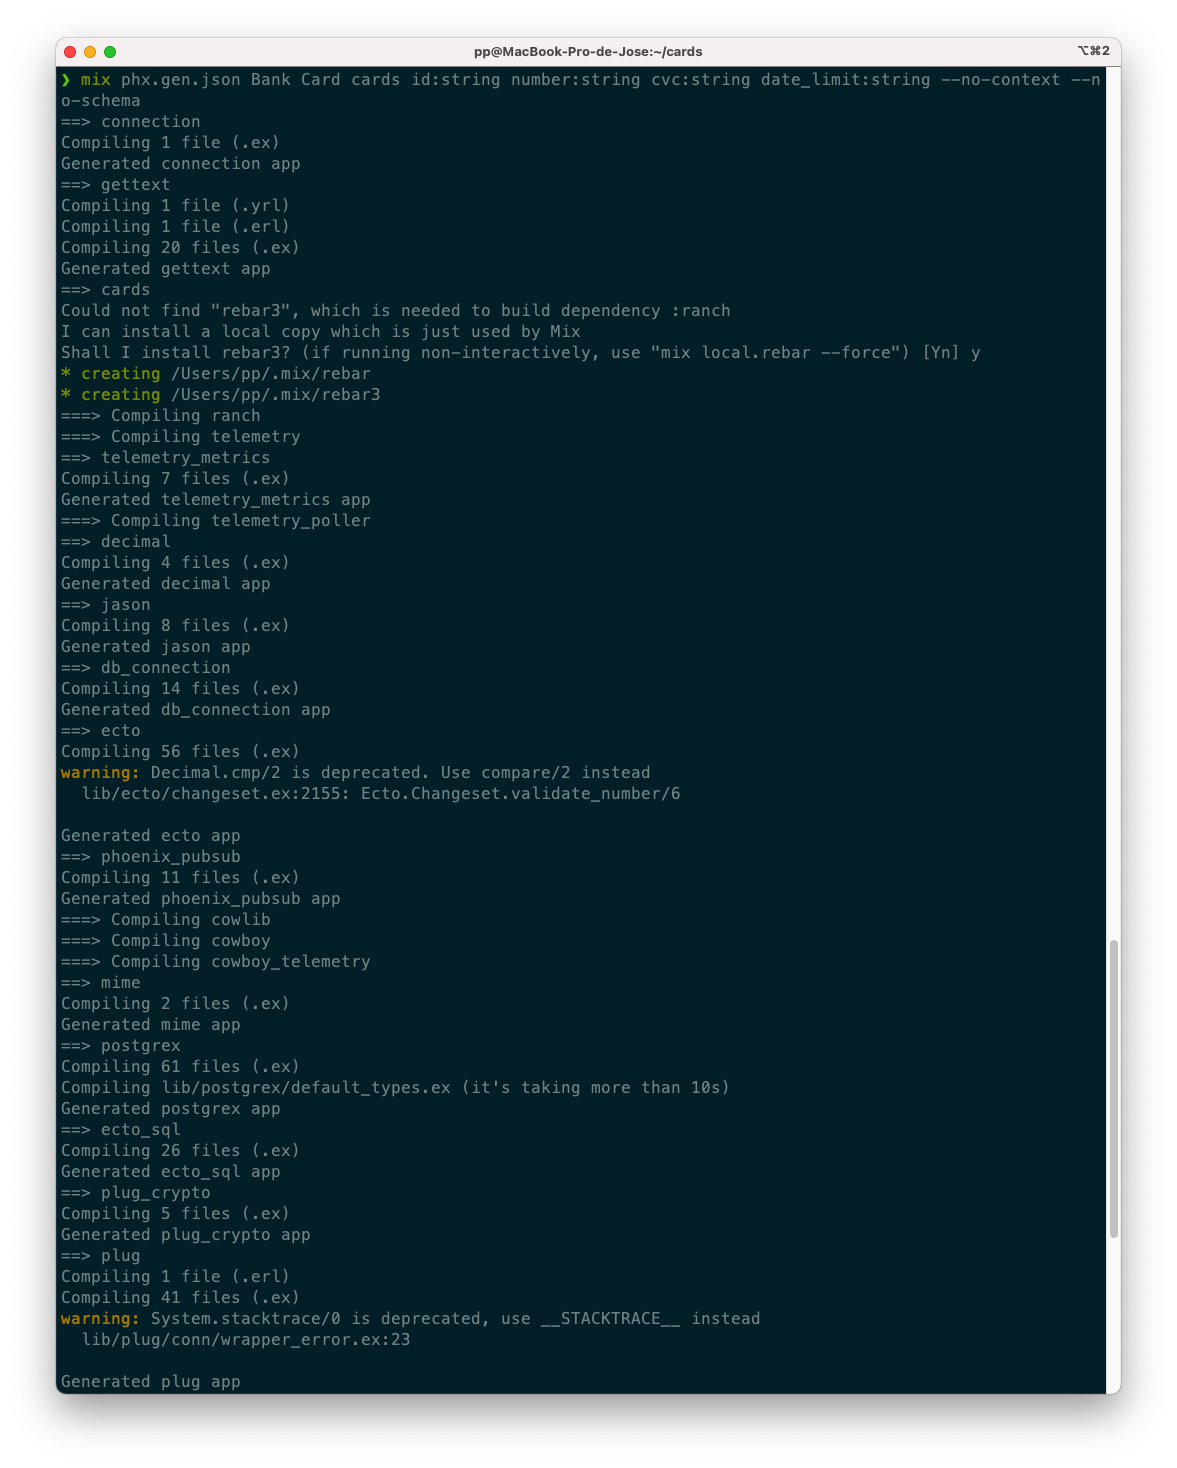 pp@MacBook-Pro-de-Jose:~/cards ⌥⌘2
❯ mix phx.gen.json Bank Card cards id:string number:string cvc:string date_limit:string --no-context --n
o-schema
==> connection
Compiling 1 file (.ex)
Generated connection app
==> gettext
Compiling 1 file (.yrl)
Compiling 1 file (.erl)
Compiling 20 files (.ex)
Generated gettext app
==> cards
Could not find "rebar3", which is needed to build dependency :ranch
I can install a local copy which is just used by Mix
Shall I install rebar3? (if running non-interactively, use "mix local.rebar --force") [Yn] y
* creating /Users/pp/.mix/rebar
* creating /Users/pp/.mix/rebar3
===> Compiling ranch
===> Compiling telemetry
==> telemetry_metrics
Compiling 7 files (.ex)
Generated telemetry_metrics app
===> Compiling telemetry_poller
==> decimal
Compiling 4 files (.ex)
Generated decimal app
==> jason
Compiling 8 files (.ex)
Generated jason app
==> db_connection
Compiling 14 files (.ex)
Generated db_connection app
==> ecto
Compiling 56 files (.ex)
warning: Decimal.cmp/2 is deprecated. Use compare/2 instead
  lib/ecto/changeset.ex:2155: Ecto.Changeset.validate_number/6

Generated ecto app
==> phoenix_pubsub
Compiling 11 files (.ex)
Generated phoenix_pubsub app
===> Compiling cowlib
===> Compiling cowboy
===> Compiling cowboy_telemetry
==> mime
Compiling 2 files (.ex)
Generated mime app
==> postgrex
Compiling 61 files (.ex)
Compiling lib/postgrex/default_types.ex (it's taking more than 10s)
Generated postgrex app
==> ecto_sql
Compiling 26 files (.ex)
Generated ecto_sql app
==> plug_crypto
Compiling 5 files (.ex)
Generated plug_crypto app
==> plug
Compiling 1 file (.erl)
Compiling 41 files (.ex)
warning: System.stacktrace/0 is deprecated, use __STACKTRACE__ instead
  lib/plug/conn/wrapper_error.ex:23

Generated plug app